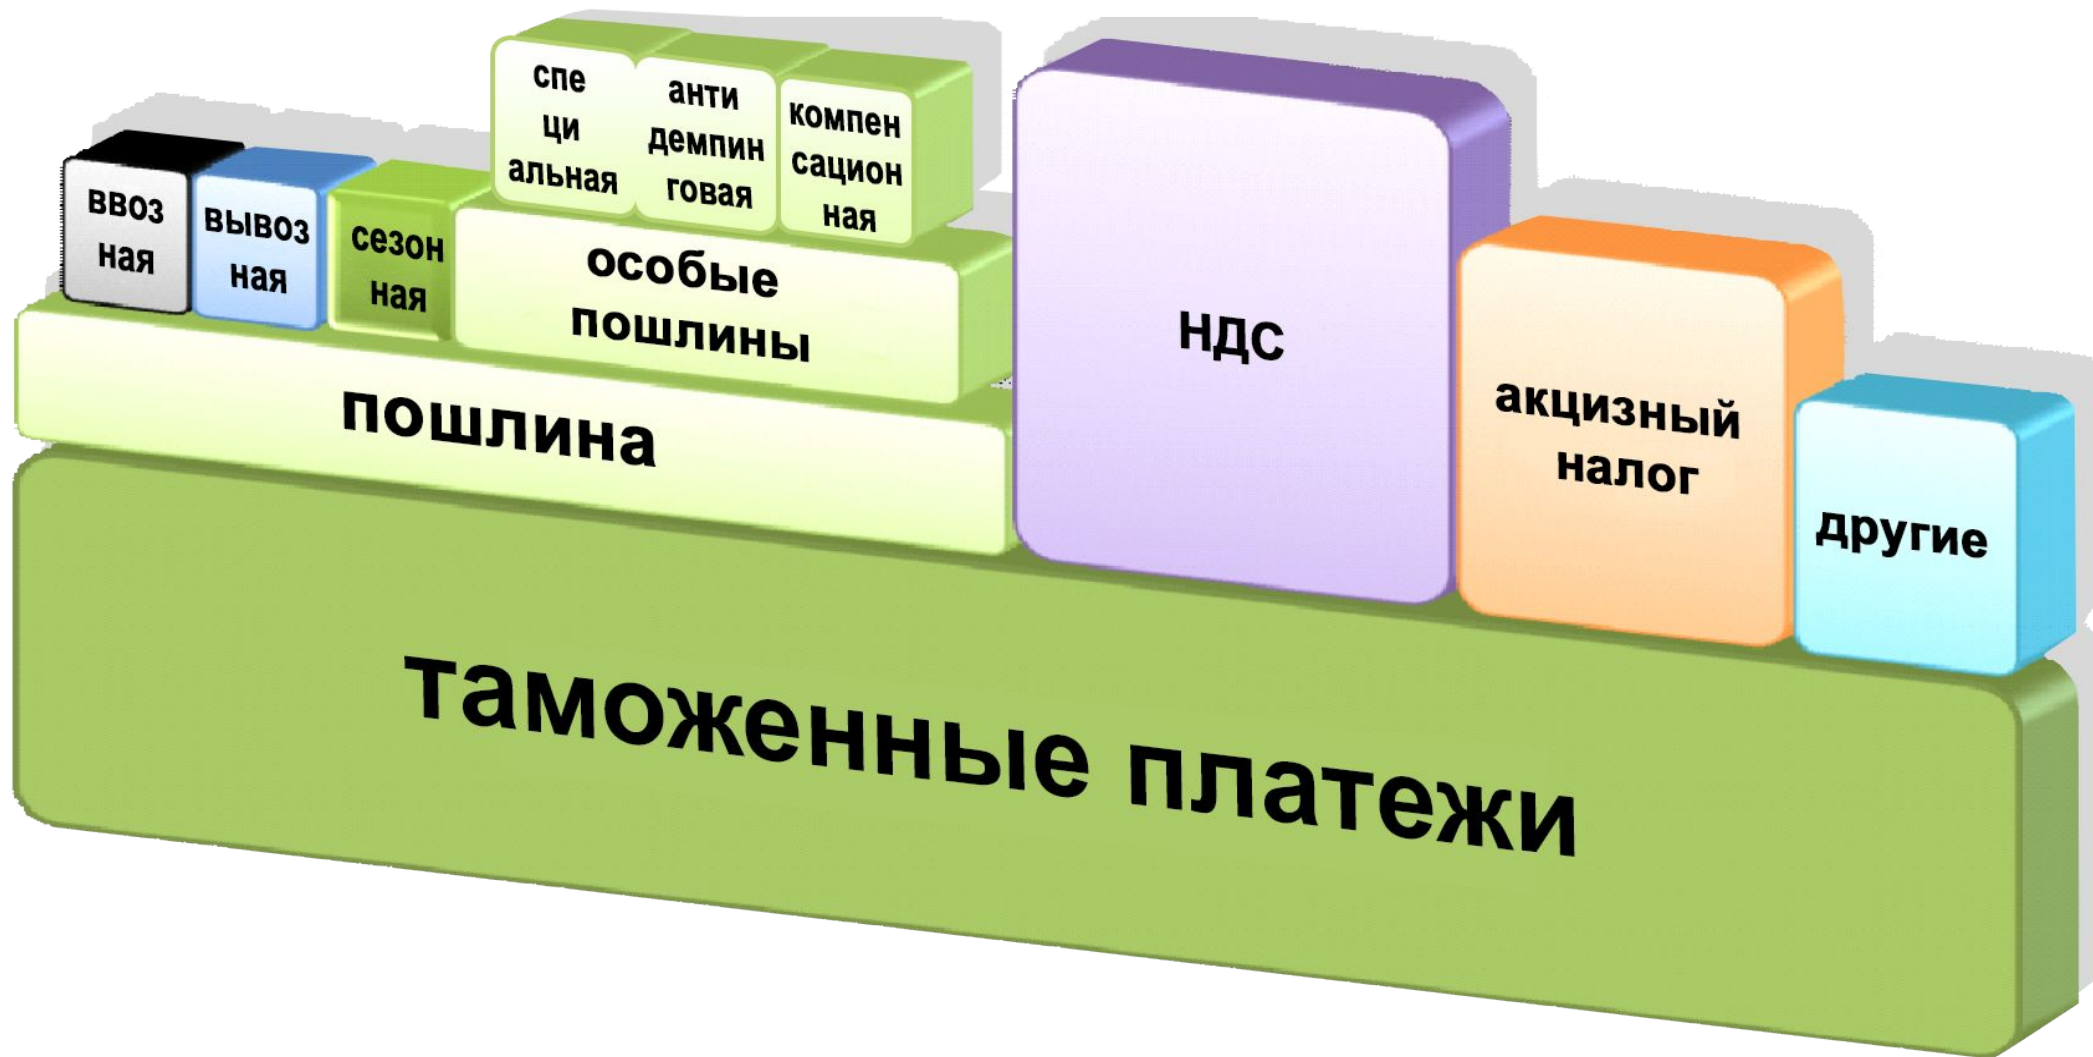 спе
ци
альная
анти
демпин
говая
компен
сацион
ная
ввоз
ная
вывоз
ная
сезон
ная
особые
пошлины
пошлина
НДС
акцизный
налог
другие
таможенные платежи